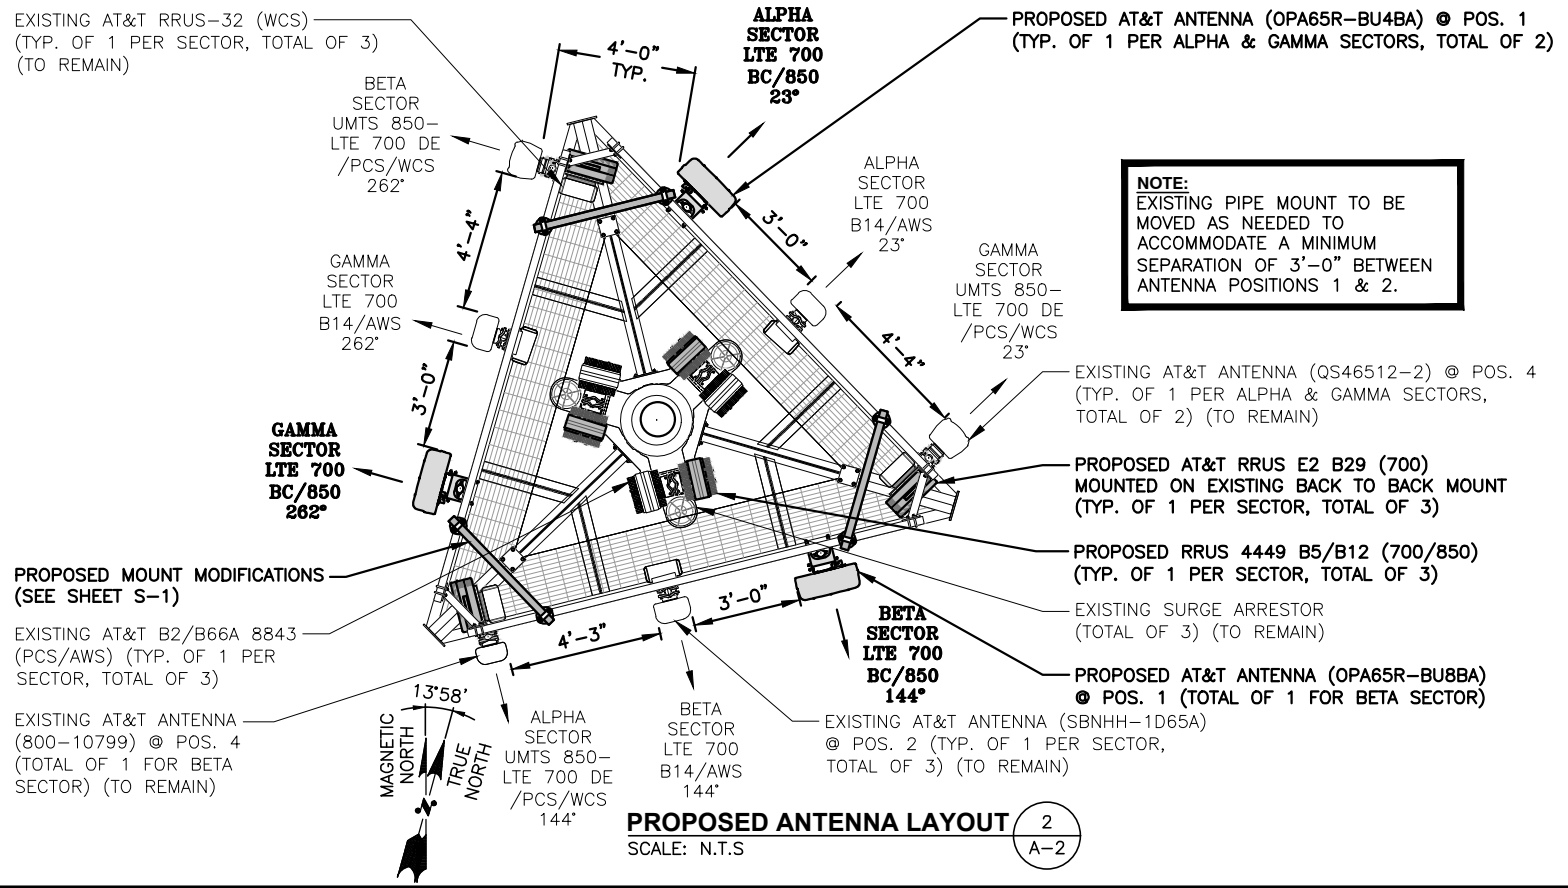 EXISTING AT&T RRUS-32 (WCS)
(TYP. OF 1 PER SECTOR, TOTAL OF 3)
(TO REMAIN)
BETA
SECTOR
UMTS 850-
LTE 700 DE
/PCS/WCS
262°
4'-0"
TYP.
ALPHA
SECTOR
LTE 700
BC/850
23°
PROPOSED AT&T ANTENNA (OPA65R-BU4BA) @ POS. 1
(TYP. OF 1 PER ALPHA & GAMMA SECTORS, TOTAL OF 2)
ALPHA
SECTOR
LTE 700
B14/AWS
23°
NOTE:
EXISTING PIPE MOUNT TO BE
MOVED AS NEEDED TO
ACCOMMODATE A MINIMUM
SEPARATION OF 3'-0" BETWEEN
ANTENNA POSITIONS 1 & 2.
4'-4"
3'-0"
GAMMA
SECTOR
LTE 700
B14/AWS
262°
GAMMA
SECTOR
UMTS 850-
LTE 700 DE
/PCS/WCS
23°
4'-4"
3'-0"
EXISTING AT&T ANTENNA (QS46512-2) @ POS. 4
(TYP. OF 1 PER ALPHA & GAMMA SECTORS,
TOTAL OF 2) (TO REMAIN)
GAMMA
SECTOR
LTE 700
BC/850
262°
PROPOSED AT&T RRUS E2 B29 (700)
MOUNTED ON EXISTING BACK TO BACK MOUNT
(TYP. OF 1 PER SECTOR, TOTAL OF 3)
PROPOSED RRUS 4449 B5/B12 (700/850)
(TYP. OF 1 PER SECTOR, TOTAL OF 3)
PROPOSED MOUNT MODIFICATIONS
(SEE SHEET S-1)
EXISTING SURGE ARRESTOR
(TOTAL OF 3) (TO REMAIN)
EXISTING AT&T B2/B66A 8843
(PCS/AWS) (TYP. OF 1 PER
SECTOR, TOTAL OF 3)
4'-3"
3'-0"
BETA
SECTOR
LTE 700
BC/850
144°
PROPOSED AT&T ANTENNA (OPA65R-BU8BA)
@ POS. 1 (TOTAL OF 1 FOR BETA SECTOR)
EXISTING AT&T ANTENNA
(800-10799) @ POS. 4
(TOTAL OF 1 FOR BETA
SECTOR) (TO REMAIN)
13°58'
MAGNETIC
NORTH
TRUE
NORTH
N
ALPHA
SECTOR
UMTS 850-
LTE 700 DE
/PCS/WCS
144°
BETA
SECTOR
LTE 700
B14/AWS
144°
EXISTING AT&T ANTENNA (SBNHH-1D65A)
@ POS. 2 (TYP. OF 1 PER SECTOR,
TOTAL OF 3) (TO REMAIN)
PROPOSED ANTENNA LAYOUT
SCALE: N.T.S
2
A-2